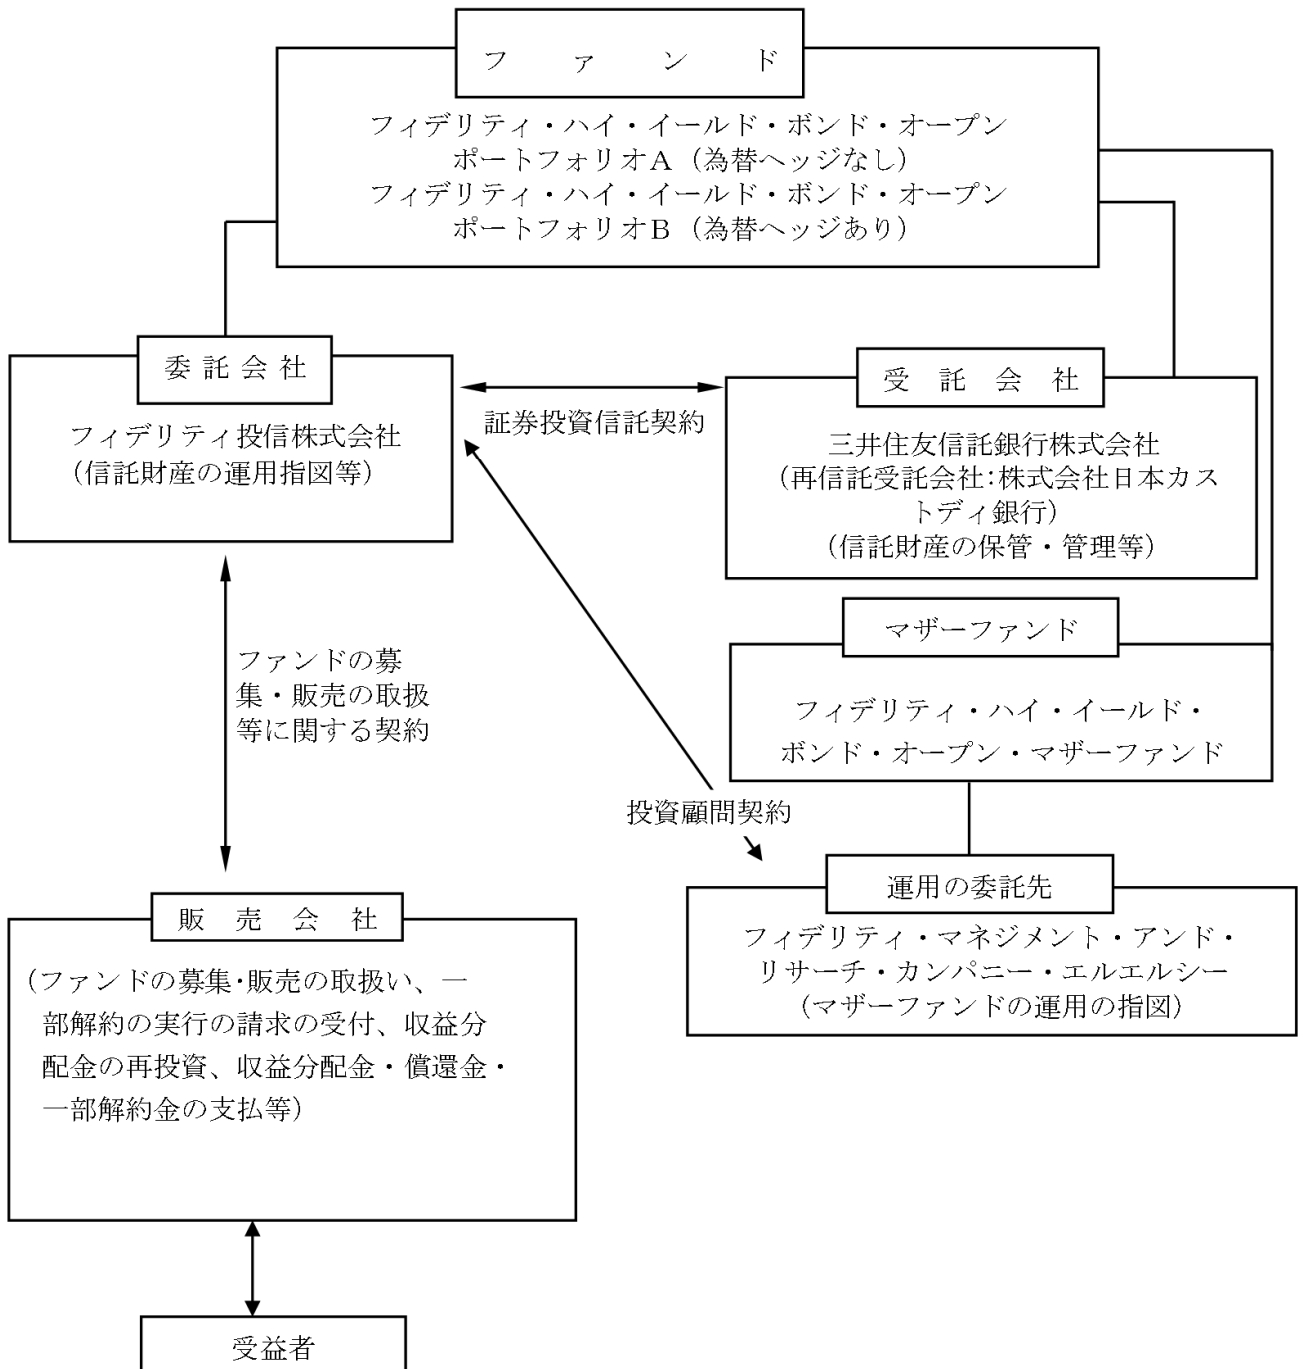 ファンド
フィデリティ・ハイ・イールド・ボンド・オープン
ポートフォリオA（為替ヘッジなし）
フィデリティ・ハイ・イールド・ボンド・オープン
ポートフォリオB（為替ヘッジあり）
委託会社
フィデリティ投信株式会社
（信託財産の運用指図等）
証券投資信託契約
受託会社
三井住友信託銀行株式会社
（再信託受託会社：株式会社日本カス
トディ銀行）
（信託財産の保管・管理等）
ファンドの募
集・販売の取扱
等に関する契約
マザーファンド
フィデリティ・ハイ・イールド・
ボンド・オープン・マザーファンド
投資顧問契約
運用の委託先
フィデリティ・マネジメント・アンド・
リサーチ・カンパニー・エルエルシー
（マザーファンドの運用の指図）
販売会社
（ファンドの募集･販売の取扱い、一
部解約の実行の請求の受付、収益分
配金の再投資、収益分配金・償還金・
一部解約金の支払等）
受益者